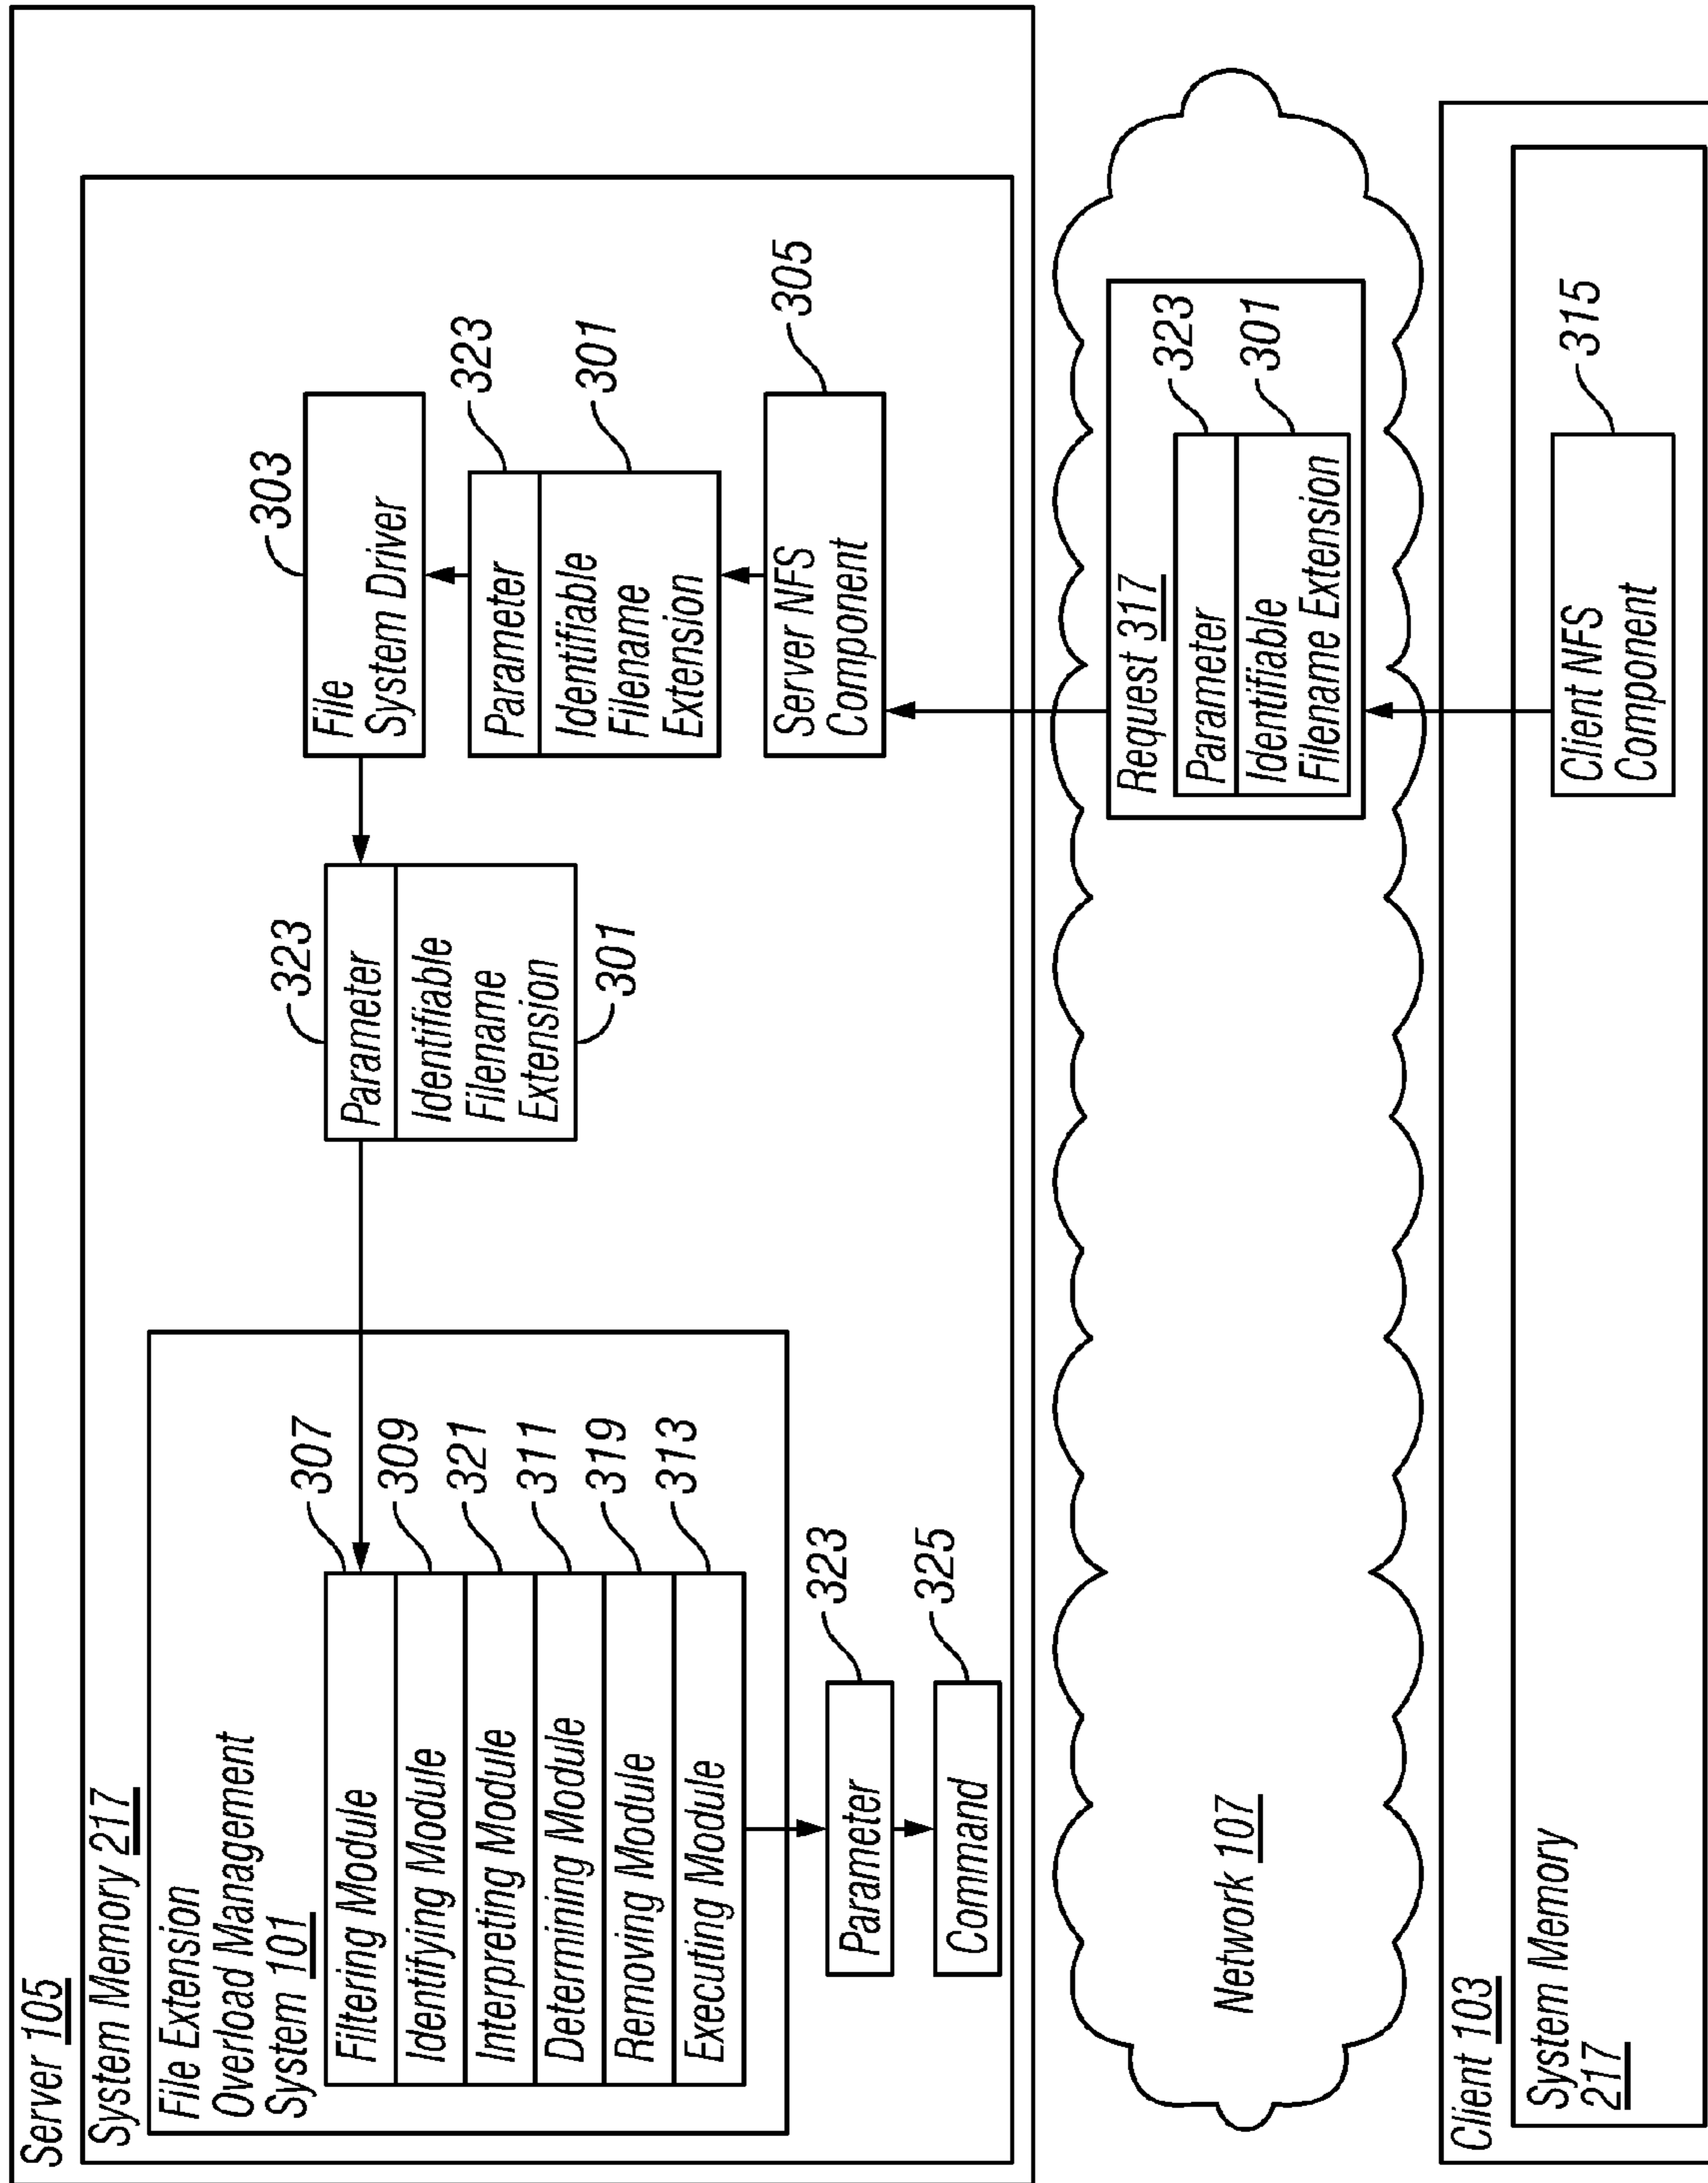 Server 105
System Memory 217
File Extension
Overload Management
System 101
Filtering Module
307
Identifying Module
309
Interpreting Module
321
Determining Module
311
Removing Module
319
Executing Module
313
Parameter
323
Command
325
323
Parameter
Identifiable
Filename
Extension
301
303
File
System Driver
323
Parameter
301
Identifiable
Filename
Extension
305
Server NFS
Component
Network 107
Request 317
323
Parameter
301
Identifiable
Filename Extension
Client 103
System Memory
217
315
Client NFS
Component